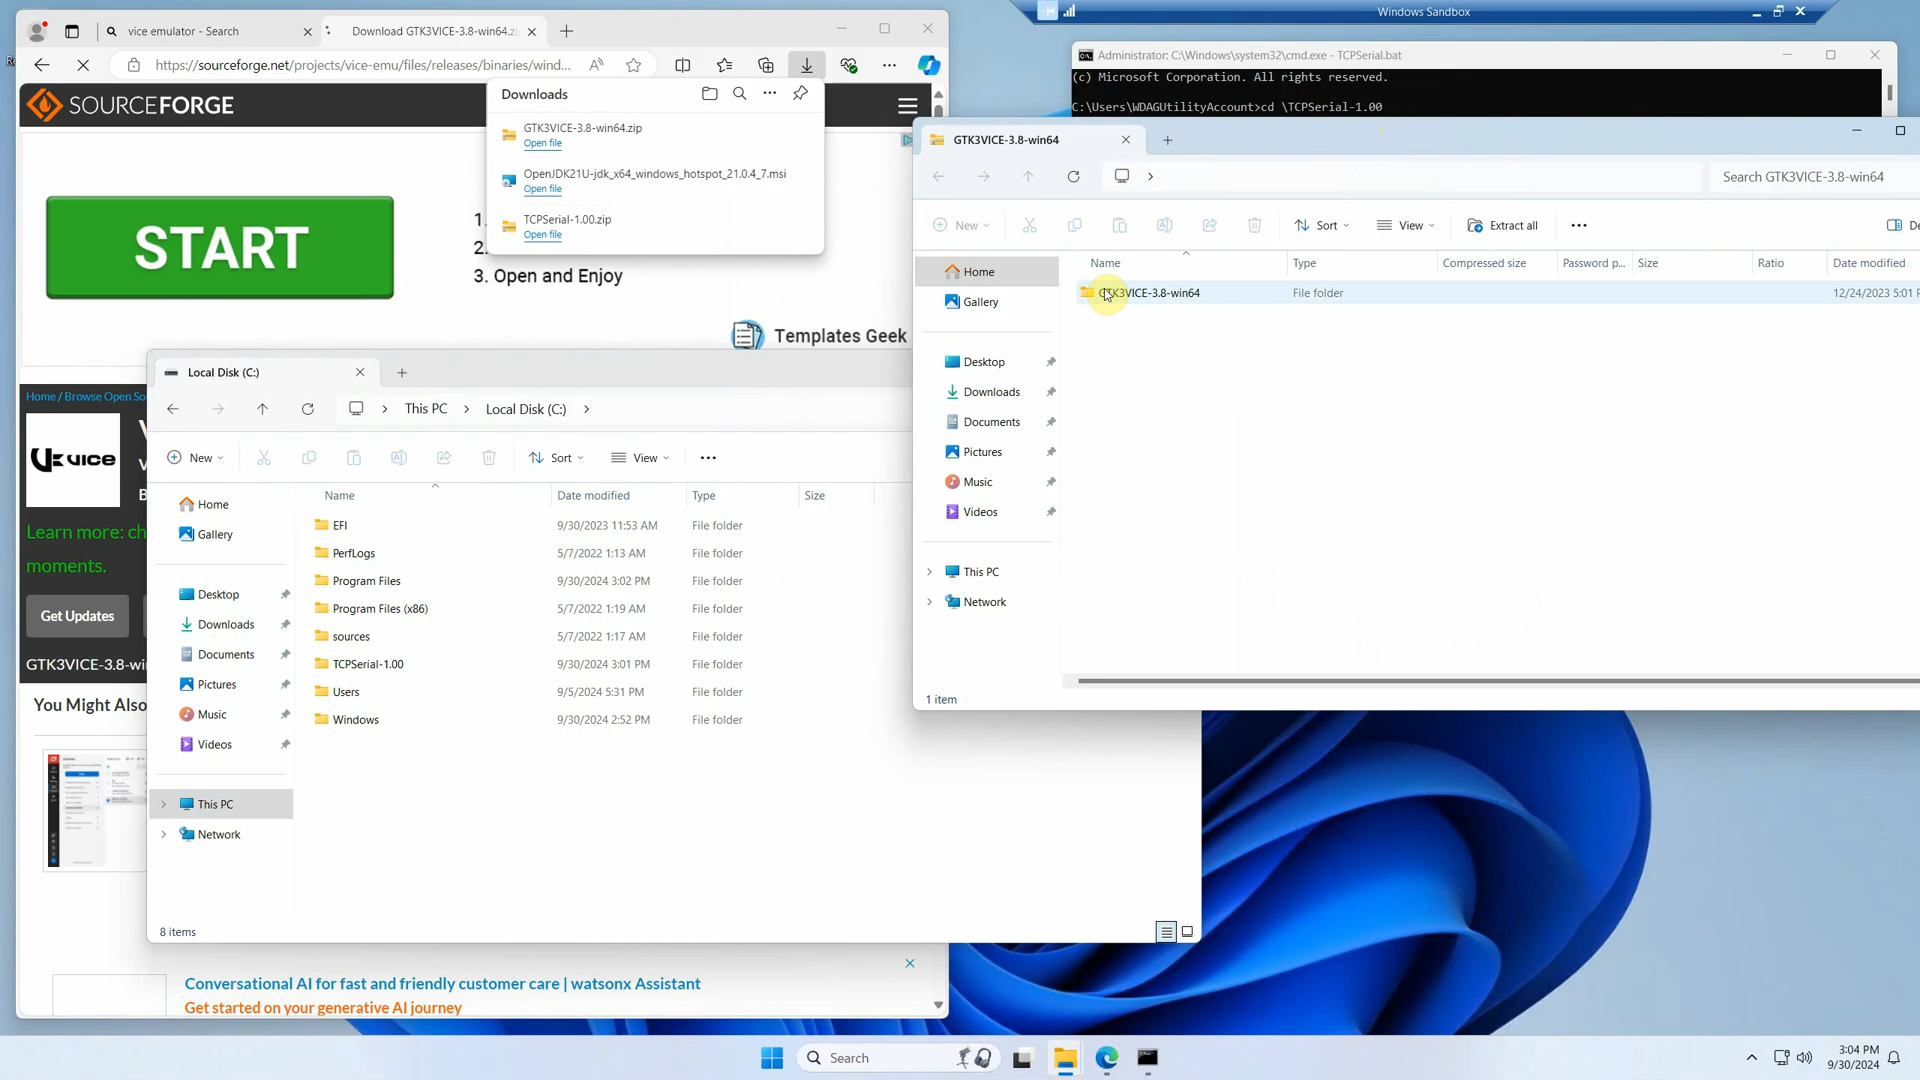 Windows Sandbox
vice emulator - Search
Download GTK3VICE-3.8-win64.zi
https://sourceforge.net/projects/vice-emu/files/releases/binaries/wind...
SOURCEFORGE
Downloads
GTK3VICE-3.8-win64.zip
Open file
OpenJDK21U-jdk_x64_windows_hotspot_21.0.4_7.msi
Open file
TCPSerial-1.00.zip
Open file
START
1.
2.
3. Open and Enjoy
Templates Geek
Administrator: C:\Windows\system32\cmd.exe - TCPSerial.bat
(c) Microsoft Corporation. All rights reserved.
C:\Users\WDAGUtilityAccount>cd \TCPSerial-1.00
GTK3VICE-3.8-win64
Search GTK3VICE-3.8-win64
New
Sort
View
Extract all
Name
Type
Compressed size
Password p...
Size
Ratio
Date modified
GTK3VICE-3.8-win64
File folder
12/24/2023 5:01 P
Home
Gallery
Desktop
Downloads
Documents
Pictures
Music
Videos
This PC
Network
1 item
Home / Browse Open So
vice
Learn more: ch
moments.
Get Updates
GTK3VICE-3.8-wi
You Might Also
Local Disk (C:)
This PC
Local Disk (C:)
New
Sort
View
Name
Date modified
Type
Size
EFI 9/30/2023 11:53 AM File folder
PerfLogs 5/7/2022 1:13 AM File folder
Program Files 9/30/2024 3:02 PM File folder
Program Files (x86) 5/7/2022 1:19 AM File folder
sources 5/7/2022 1:17 AM File folder
TCPSerial-1.00 9/30/2024 3:01 PM File folder
Users 9/5/2024 5:31 PM File folder
Windows 9/30/2024 2:52 PM File folder
Home
Gallery
Desktop
Downloads
Documents
Pictures
Music
Videos
This PC
Network
8 items
Conversational AI for fast and friendly customer care | watsonx Assistant
Get started on your generative AI journey
Search
3:04 PM
9/30/2024